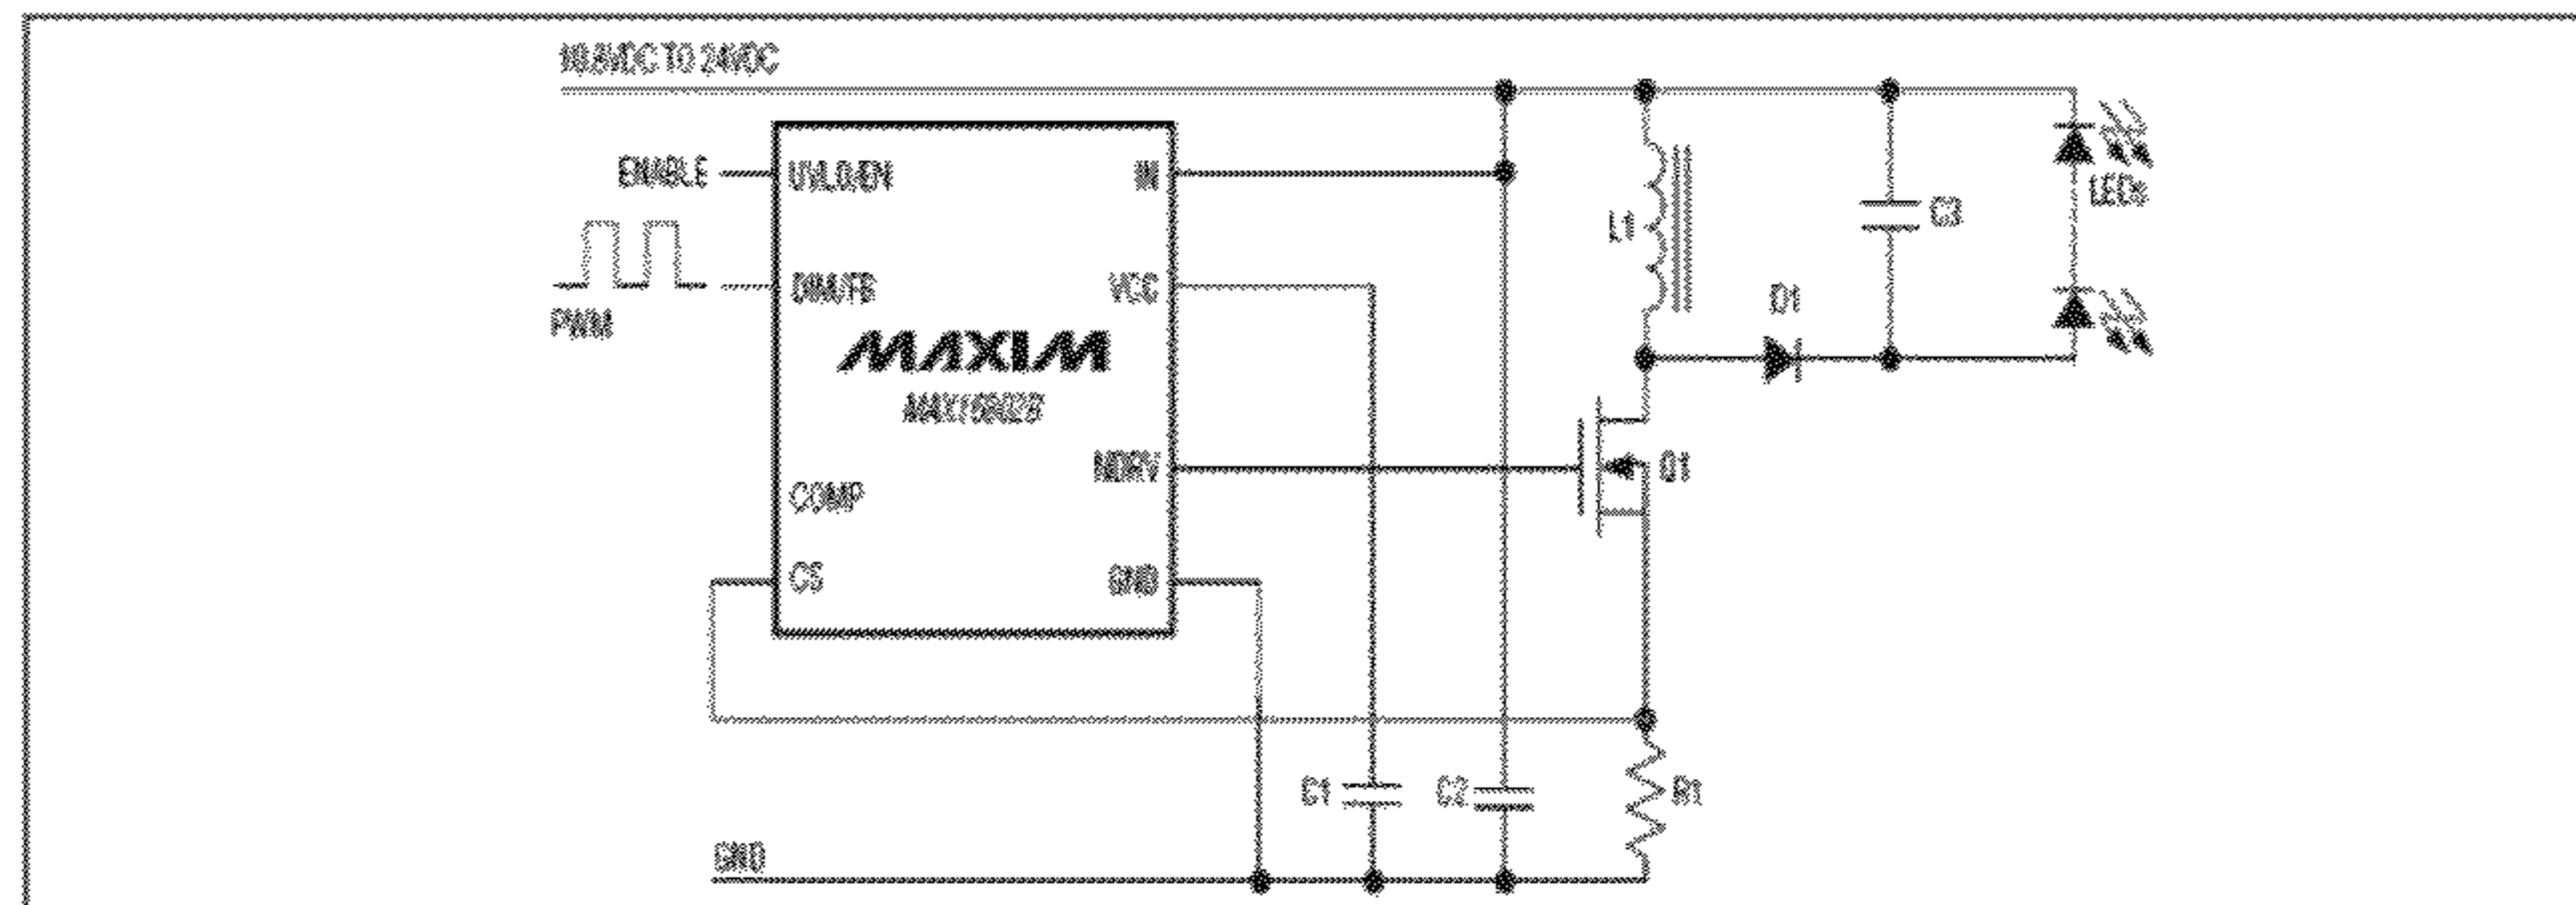 10.8VDC TO 24VDC
ENABLE
UVLO/EN
IN
PWM
DIM/FB
VCC
L1
C3
LEDs
D1
MAXIM
MAX16802B
NDRV
Q1
COMP
CS
GND
C1
C2
R1
GND